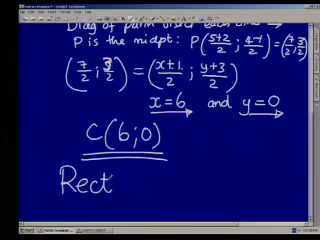 Diag of parm bisect each other →
P is the midpt: P(5+2/2 ; 4-1/2) = (7/2 ; 3/2)
(7/2 ; 3/2) = (x+1/2 ; y+3/2)
x=6 and y=0
C(6;0)
Rect